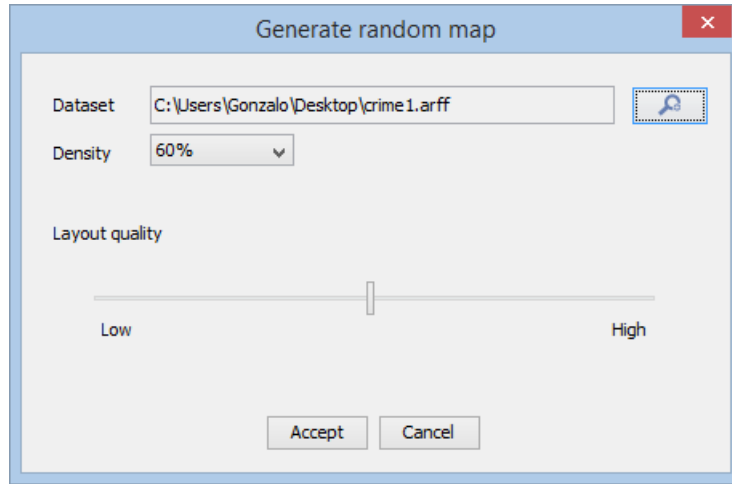 Generate random map
Dataset C:\Users\Gonzalo\Desktop\crime1.arff
Density 60%
Layout quality
Low High
Accept Cancel